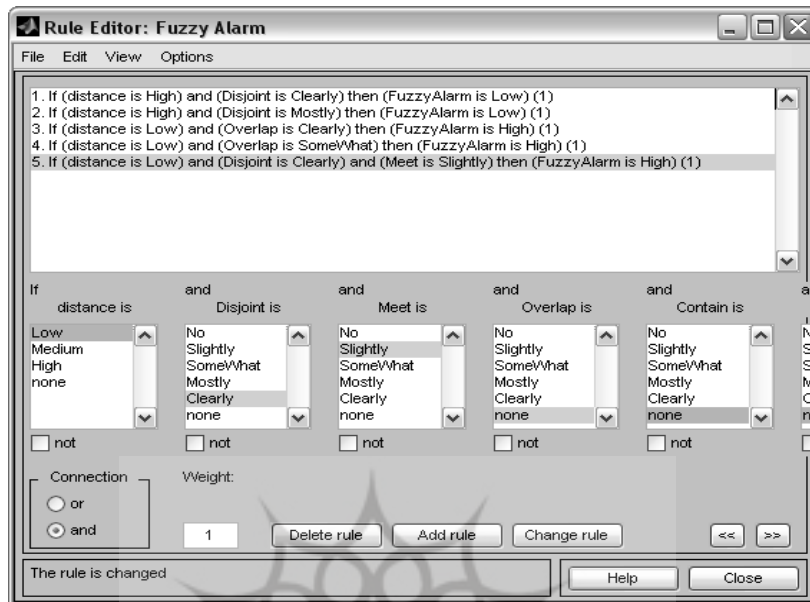 Rule Editor: Fuzzy Alarm
File Edit View Options
1. If (distance is High) and (Disjoint is Clearly) then (FuzzyAlarm is Low) (1)
2. If (distance is High) and (Disjoint is Mostly) then (FuzzyAlarm is Low) (1)
3. If (distance is Low) and (Overlap is Clearly) then (FuzzyAlarm is High) (1)
4. If (distance is Low) and (Overlap is SomeWhat) then (FuzzyAlarm is High) (1)
5. If (distance is Low) and (Disjoint is Clearly) and (Meet is Slightly) then (FuzzyAlarm is High) (1)
If and and and and
distance is Disjoint is Meet is Overlap is Contain is
Low No No No No
Medium Slightly Slightly Slightly Slightly
High SomeWhat SomeWhat SomeWhat SomeWhat
none Mostly Mostly Mostly Mostly
Clearly Clearly Clearly Clearly
none none none none
not not not not not
Connection Weight:
or
and 1 Delete rule Add rule Change rule << >>
The rule is changed Help Close